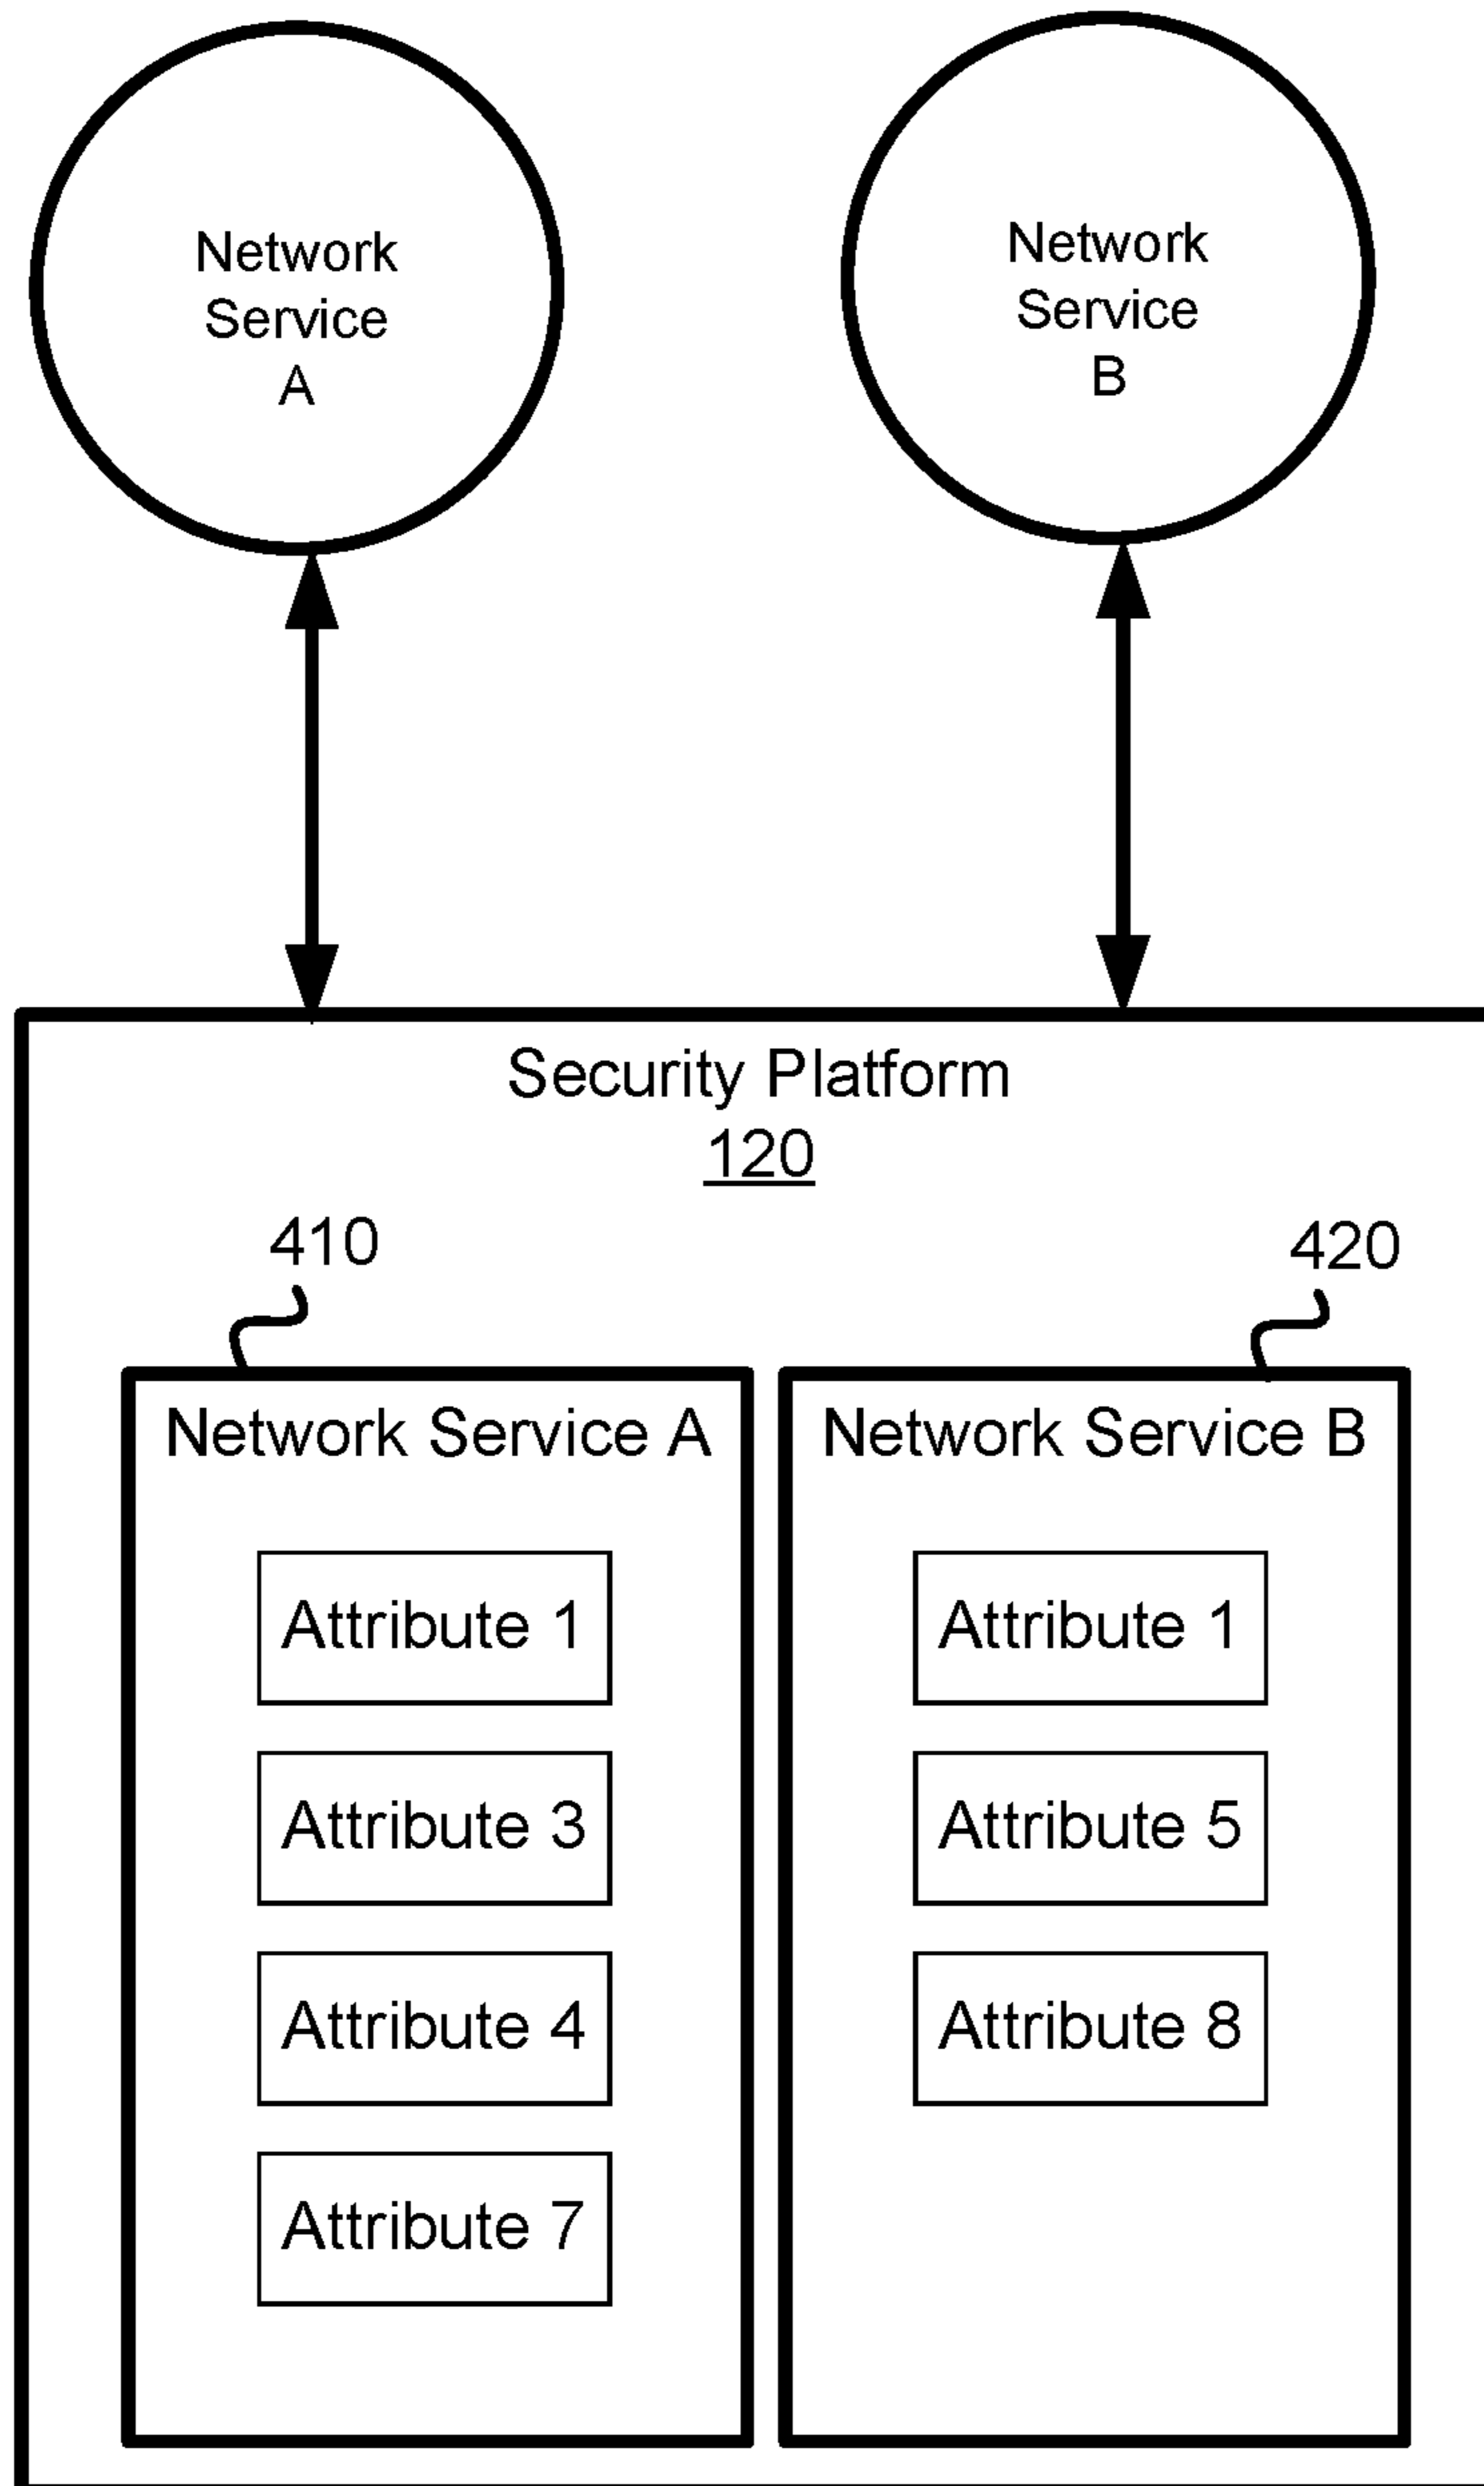 Network
Service
A
Network
Service
B
Security Platform
120
410
420
Network Service A
Attribute 1
Attribute 3
Attribute 4
Attribute 7
Network Service B
Attribute 1
Attribute 5
Attribute 8